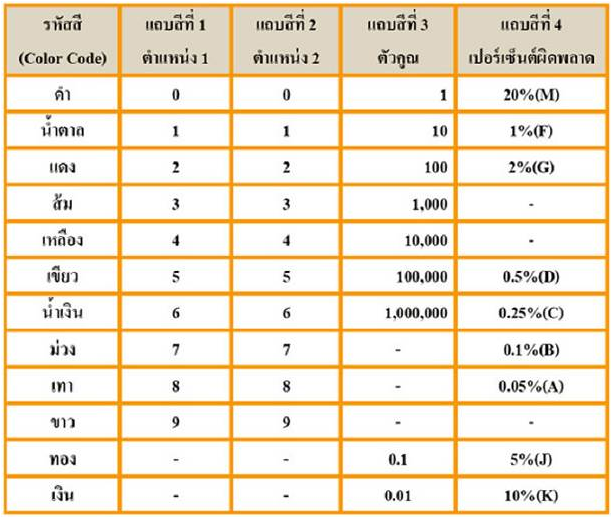 รหัสสี แถบสีที่ 1 แถบสีที่ 2 แถบสีที่ 3 แถบสีที่ 4
(Color Code) ตำแหน่ง 1 ตำแหน่ง 2 ตัวคูณ เปอร์เซ็นต์ผิดพลาด
ดำ 0 0 1 20%(M)
น้ำตาล 1 1 10 1%(F)
แดง 2 2 100 2%(G)
ส้ม 3 3 1,000 -
เหลือง 4 4 10,000 -
เขียว 5 5 100,000 0.5%(D)
น้ำเงิน 6 6 1,000,000 0.25%(C)
ม่วง 7 7 - 0.1%(B)
เทา 8 8 - 0.05%(A)
ขาว 9 9 - -
ทอง - - 0.1 5%(J)
เงิน - - 0.01 10%(K)